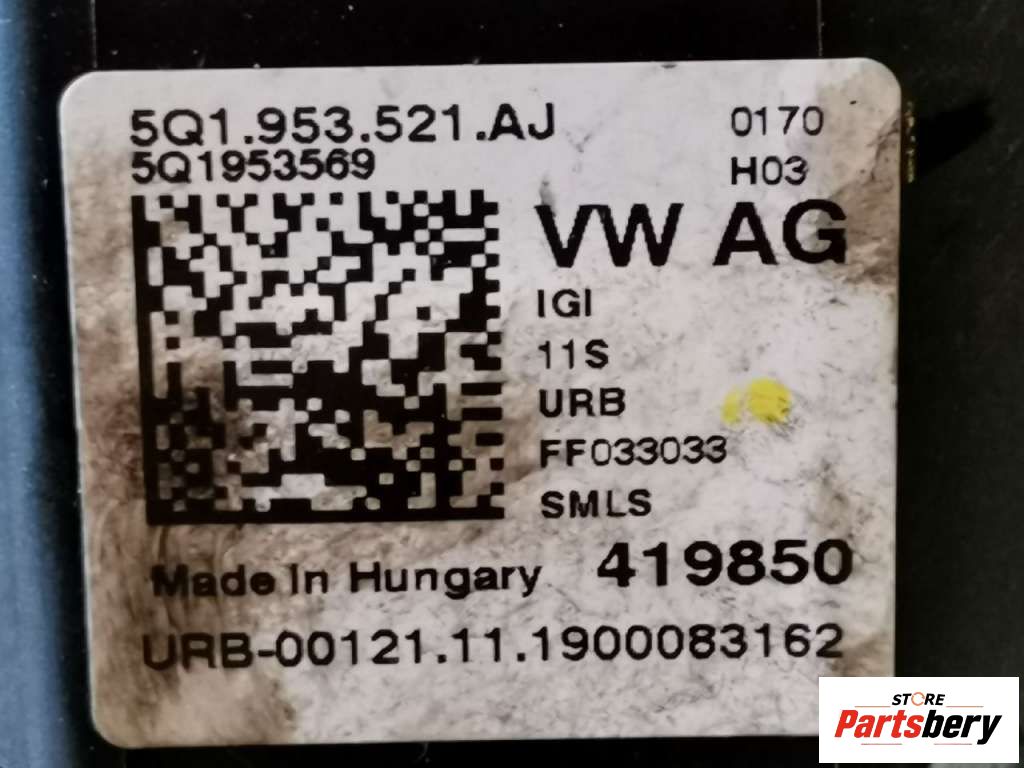 5Q1.953.521.AJ
0170
5Q1953569
H03
VW AG
IGI
11S
URB
FF033033
SMLS
Made In Hungary
419850
URB-00121.11.1900083162
STORE
Partsbery